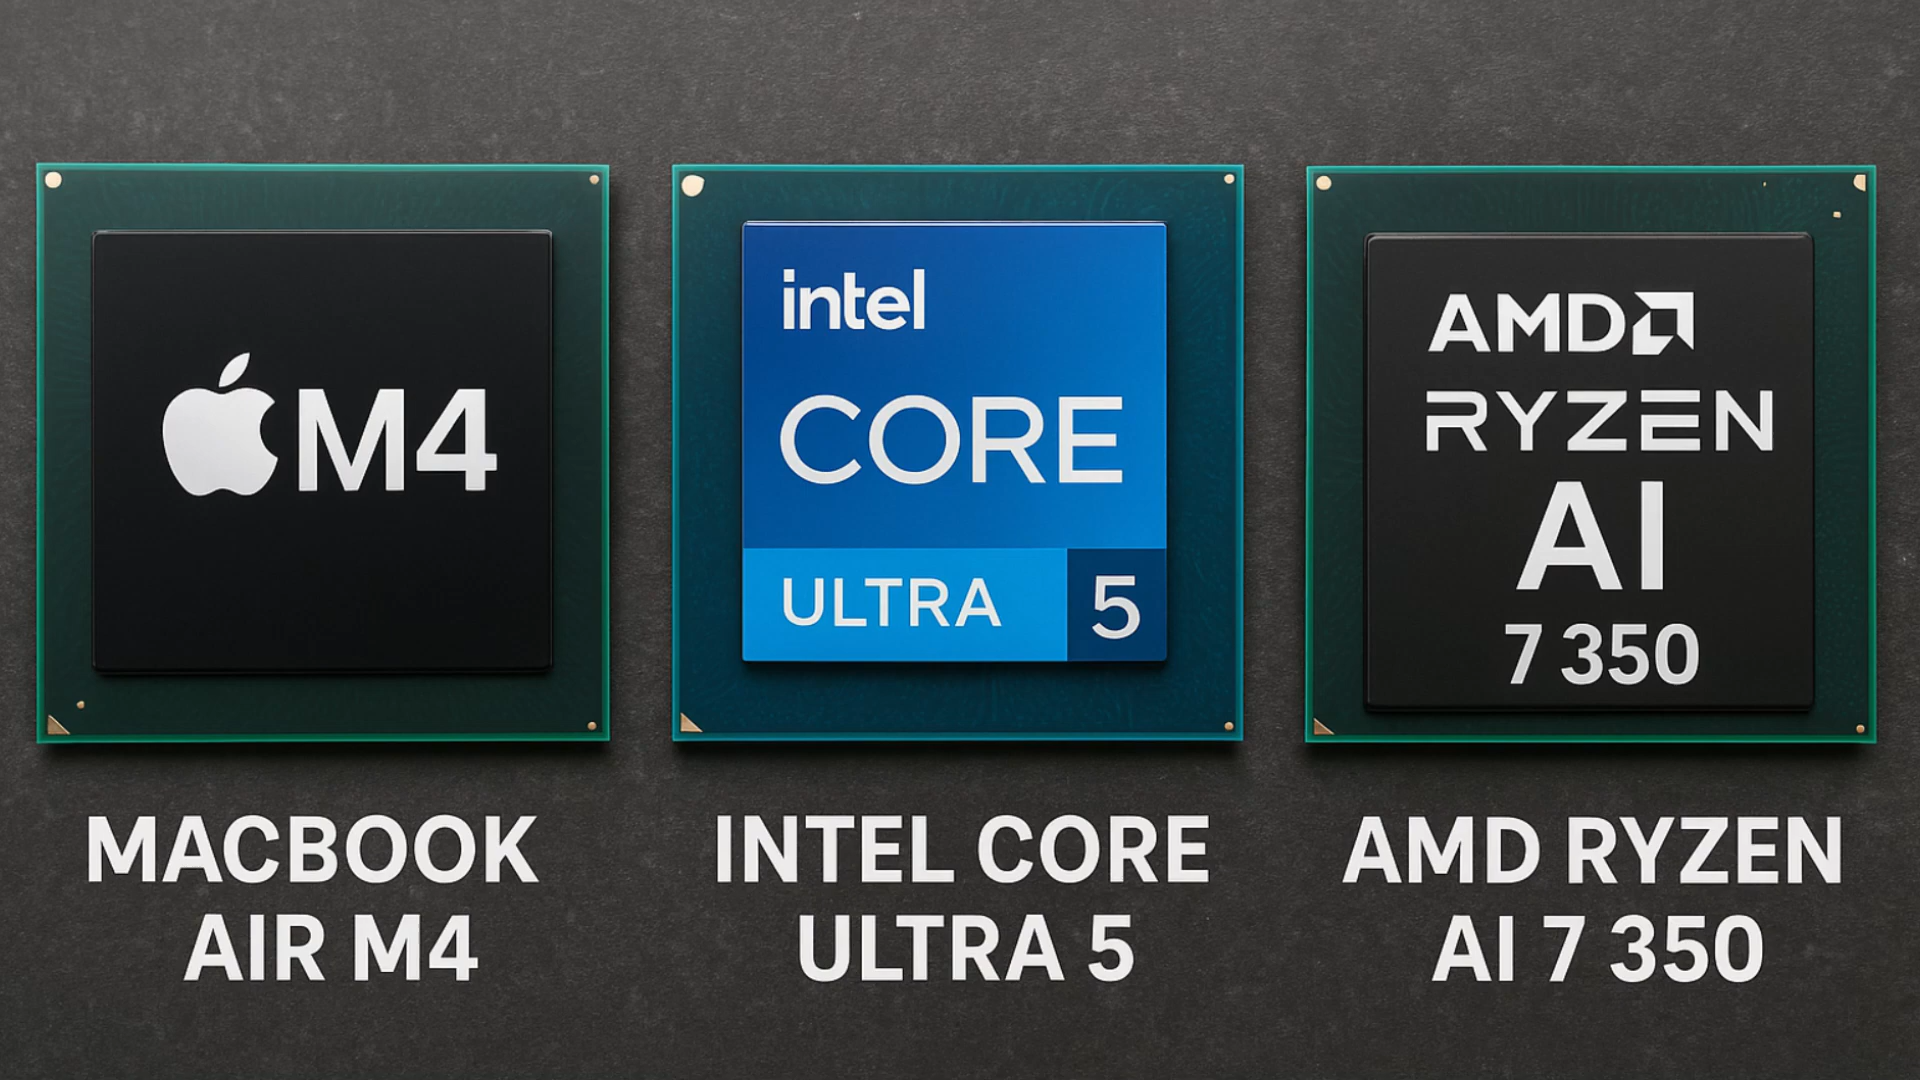 M4
intel
CORE
ULTRA 5
AMD
RYZEN
AI
7 350
MACBOOK
AIR M4
INTEL CORE
ULTRA 5
AMD RYZEN
AI 7 350